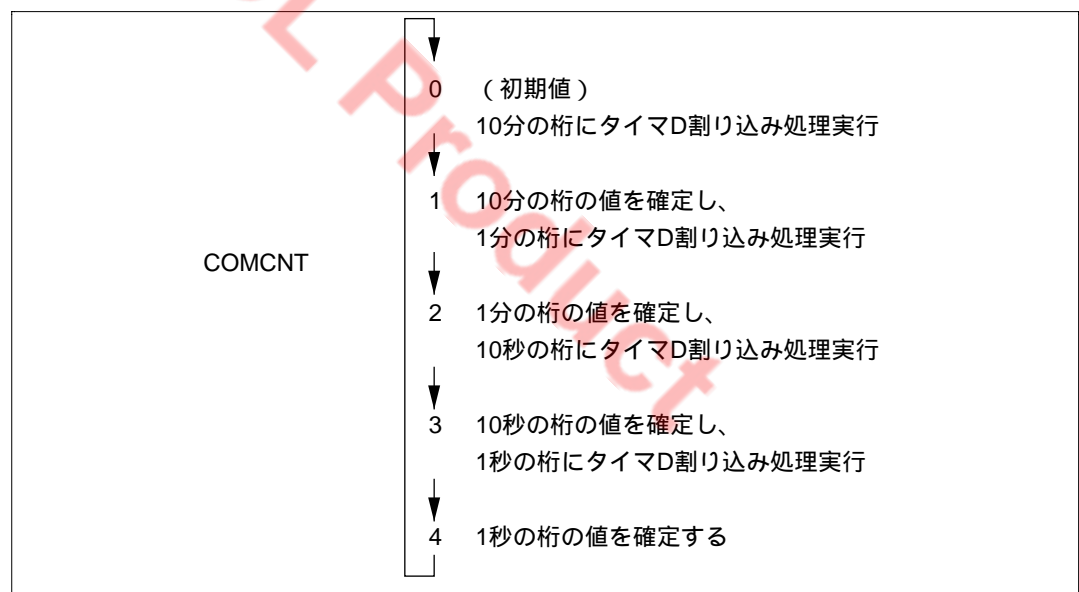 0 (初期値)
10分の桁にタイマD割り込み処理実行
1 10分の桁の値を確定し、
1分の桁にタイマD割り込み処理実行
COMCNT
2 1分の桁の値を確定し、
10秒の桁にタイマD割り込み処理実行
3 10秒の桁の値を確定し、
1秒の桁にタイマD割り込み処理実行
4 1秒の桁の値を確定する
L Product